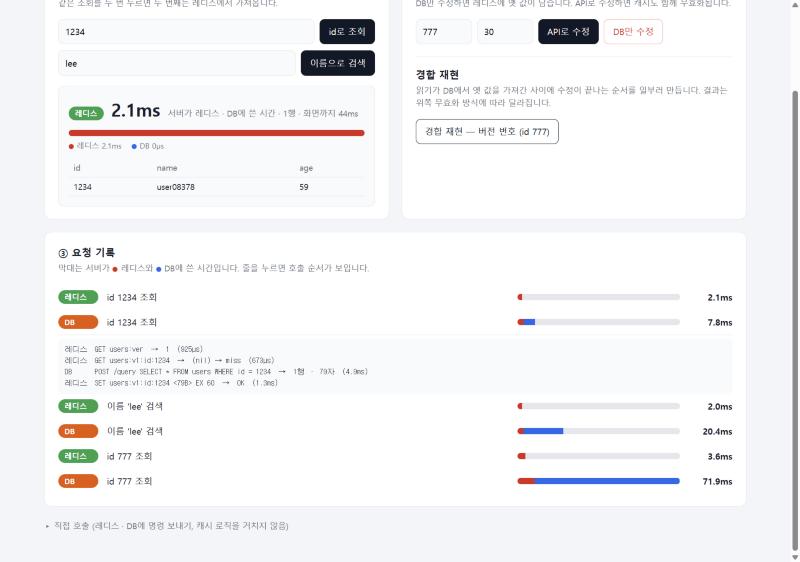 같은 조회를 두 번 누르면 두 번째는 레디스에서 가져옵니다.
1234
id로 조회
lee
이름으로 검색
레디스 2.1ms 서버가 레디스 · DB에 쓴 시간 · 1행 · 화면까지 44ms
레디스 2.1ms DB 0µs
id name age
1234 user08378 59
DB만 수정하면 레디스에 옛 값이 남습니다. API로 수정하면 캐시도 함께 무효화됩니다.
777 30 API로 수정 DB만 수정
경합 재현
읽기가 DB에서 옛 값을 가져간 사이에 수정이 끝나는 순서를 일부러 만듭니다. 결과는
위쪽 무효화 방식에 따라 달라집니다.
경합 재현 — 버전 번호 (id 777)
③ 요청 기록
막대는 서버가 레디스와 DB에 쓴 시간입니다. 줄을 누르면 호출 순서가 보입니다.
레디스 id 1234 조회 2.1ms
DB id 1234 조회 7.8ms
레디스 GET users:ver → 1 (925µs)
레디스 GET users:v1:id:1234 → (nil) → miss (673µs)
DB POST /query SELECT * FROM users WHERE id = 1234 → 1행 · 79자 (4.9ms)
레디스 SET users:v1:id:1234 <79B> EX 60 → OK (1.3ms)
레디스 이름 'lee' 검색 2.0ms
DB 이름 'lee' 검색 20.4ms
레디스 id 777 조회 3.6ms
DB id 777 조회 71.9ms
▸ 직접 호출 (레디스 · DB에 명령 보내기, 캐시 로직을 거치지 않음)